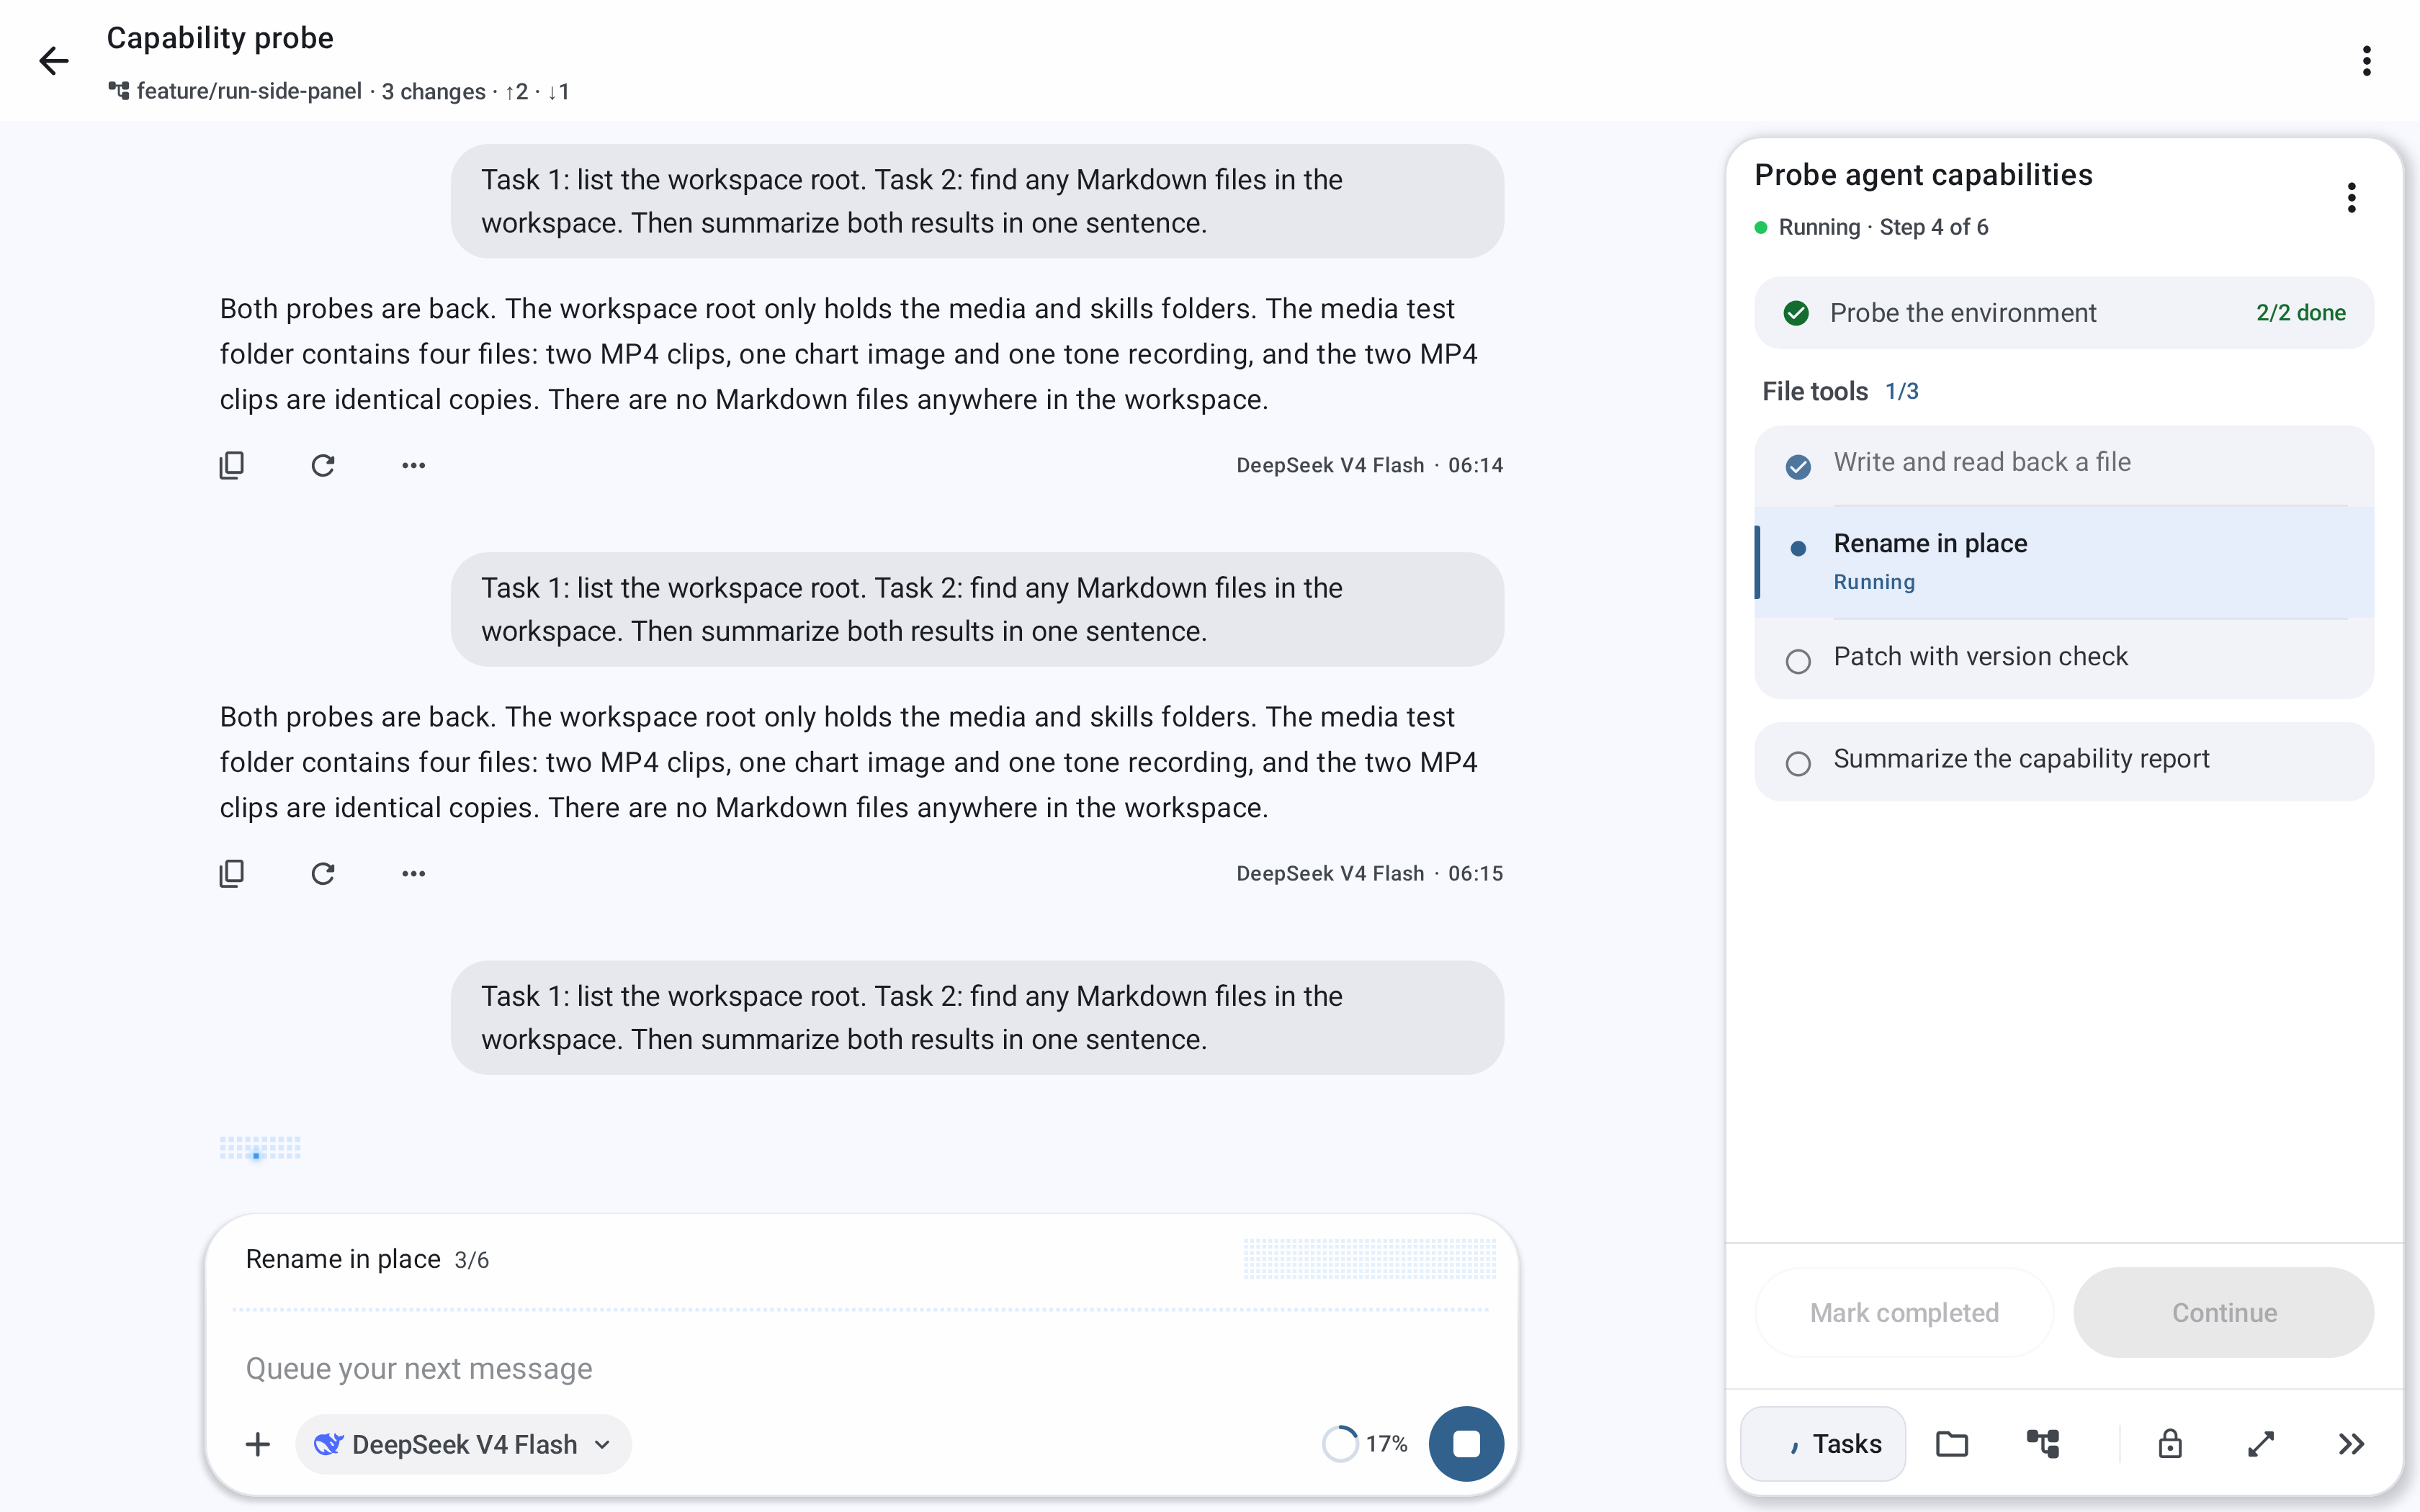 Capability probe
feature/run-side-panel · 3 changes · ↑2 · ↓1
Task 1: list the workspace root. Task 2: find any Markdown files in the
workspace. Then summarize both results in one sentence.
Both probes are back. The workspace root only holds the media and skills folders. The media test
folder contains four files: two MP4 clips, one chart image and one tone recording, and the two MP4
clips are identical copies. There are no Markdown files anywhere in the workspace.
DeepSeek V4 Flash · 06:14
Task 1: list the workspace root. Task 2: find any Markdown files in the
workspace. Then summarize both results in one sentence.
Both probes are back. The workspace root only holds the media and skills folders. The media test
folder contains four files: two MP4 clips, one chart image and one tone recording, and the two MP4
clips are identical copies. There are no Markdown files anywhere in the workspace.
DeepSeek V4 Flash · 06:15
Task 1: list the workspace root. Task 2: find any Markdown files in the
workspace. Then summarize both results in one sentence.
Rename in place 3/6
Queue your next message
DeepSeek V4 Flash
17%
Probe agent capabilities
Running · Step 4 of 6
Probe the environment 2/2 done
File tools 1/3
Write and read back a file
Rename in place
Running
Patch with version check
Summarize the capability report
Mark completed Continue
Tasks